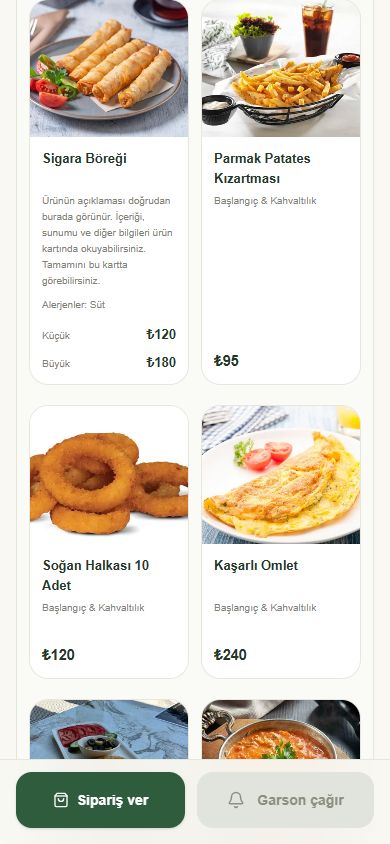 Sigara Böreği
Ürünün açıklaması doğrudan
burada görünür. İçeriği,
sunumu ve diğer bilgileri ürün
kartında okuyabilirsiniz.
Tamamını bu kartta
görebilirsiniz.
Alerjenler: Süt
Küçük ₺120
Büyük ₺180
Parmak Patates
Kızartması
Başlangıç & Kahvaltılık
₺95
Soğan Halkası 10
Adet
Başlangıç & Kahvaltılık
₺120
Kaşarlı Omlet
Başlangıç & Kahvaltılık
₺240
Sipariş ver
Garson çağır